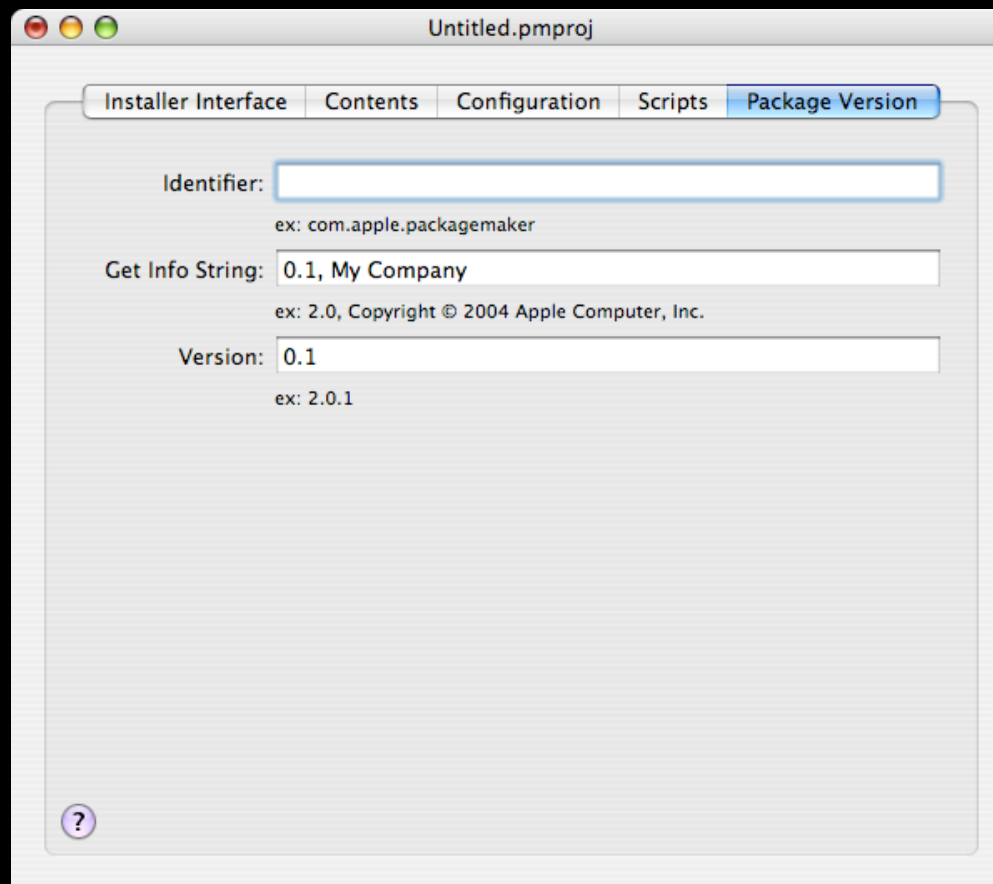 Untitled.pmproj
Installer Interface Contents Configuration Scripts Package Version
Identifier:
ex: com.apple.packagemaker
Get Info String: 0.1, My Company
ex: 2.0, Copyright © 2004 Apple Computer, Inc.
Version: 0.1
ex: 2.0.1
?